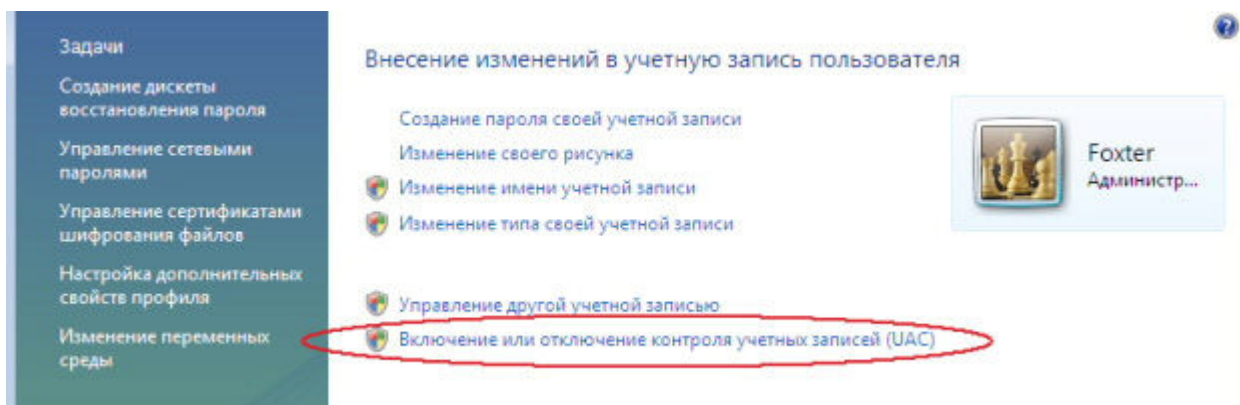 Задачи
Создание дискеты
восстановления пароля
Управление сетевыми
паролями
Управление сертификатами
шифрования файлов
Настройка дополнительных
свойств профиля
Изменение переменных
среды
Внесение изменений в учетную запись пользователя
Создание пароля своей учетной записи
Изменение своего рисунка
Изменение имени учетной записи
Изменение типа своей учетной записи
Управление другой учетной записью
Включение или отключение контроля учетных записей (UAC)
Foxter
Администр...
?